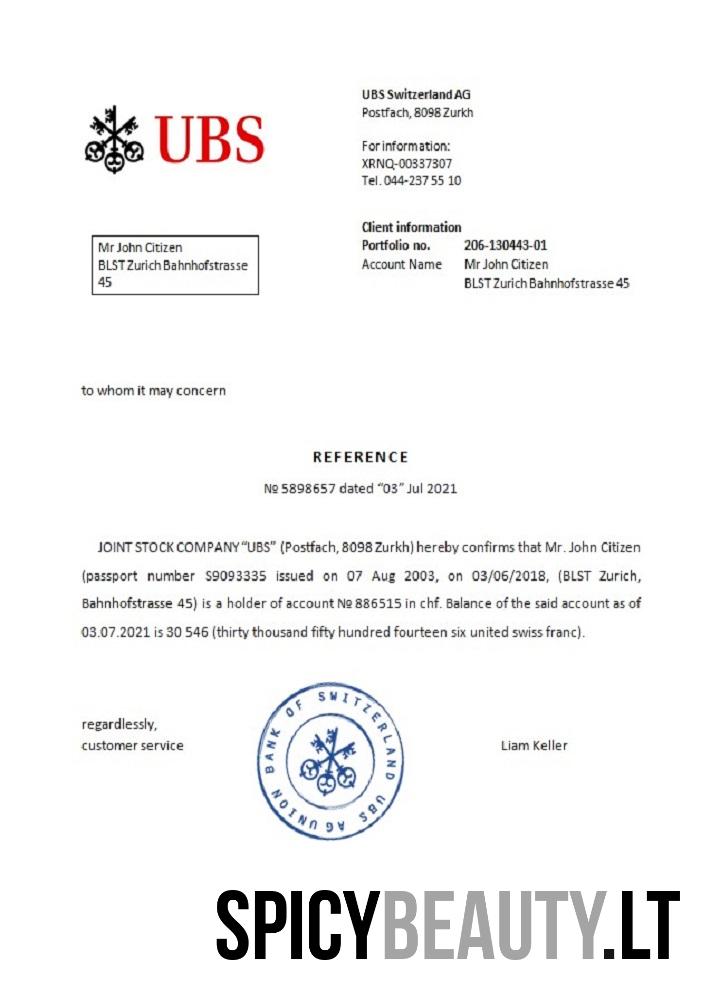 UBS
UBS Switzerland AG
Postfach, 8098 Zurkh
For information:
XRNQ-00337307
Tel. 044-237 55 10
Mr John Citizen
BLST Zurich Bahnhofstrasse
45
Client information
Portfolio no. 206-130443-01
Account Name Mr John Citizen
BLST Zurich Bahnhofstrasse 45
to whom it may concern
REFERENCE
№ 5898657 dated “03” Jul 2021
JOINT STOCK COMPANY “UBS” (Postfach, 8098 Zurkh) hereby confirms that Mr. John Citizen
(passport number S9093335 issued on 07 Aug 2003, on 03/06/2018, (BLST Zurich,
Bahnhofstrasse 45) is a holder of account № 886515 in chf. Balance of the said account as of
03.07.2021 is 30 546 (thirty thousand fifty hundred fourteen six united swiss franc).
regardlessly,
customer service
UNION BANK OF SWITZERLAND UBS AG
Liam Keller
SPICYBEAUTY.LT